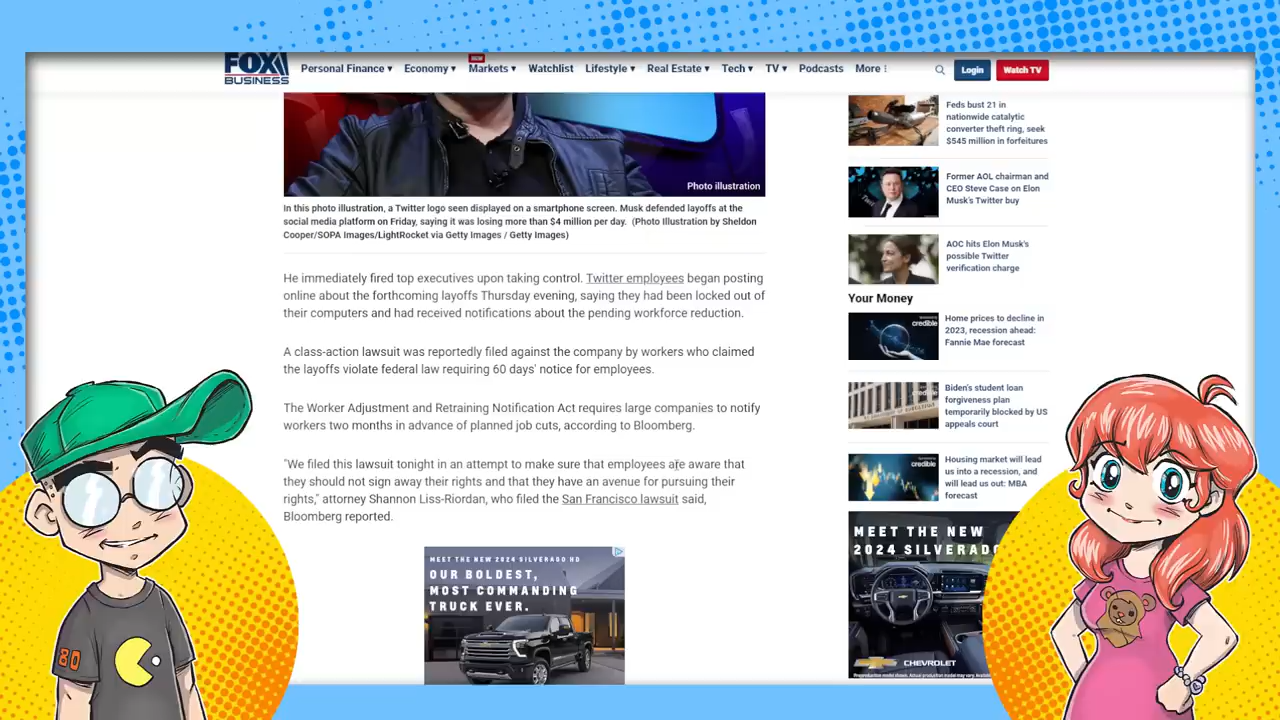 FOX
BUSINESS
Personal Finance Economy Markets Watchlist Lifestyle Real Estate Tech TV Podcasts More
Login
Watch TV
Photo illustration
In this photo illustration, a Twitter logo seen displayed on a smartphone screen. Musk defended layoffs at the
social media platform on Friday, saying it was losing more than $4 million per day. (Photo Illustration by Sheldon
Cooper/SOPA Images/LightRocket via Getty Images / Getty Images)
He immediately fired top executives upon taking control. Twitter employees began posting
online about the forthcoming layoffs Thursday evening, saying they had been locked out of
their computers and had received notifications about the pending workforce reduction.
A class-action lawsuit was reportedly filed against the company by workers who claimed
the layoffs violate federal law requiring 60 days' notice for employees.
The Worker Adjustment and Retraining Notification Act requires large companies to notify
workers two months in advance of planned job cuts, according to Bloomberg.
"We filed this lawsuit tonight in an attempt to make sure that employees are aware that
they should not sign away their rights and that they have an avenue for pursuing their
rights," attorney Shannon Liss-Riordan, who filed the San Francisco lawsuit said,
Bloomberg reported.
MEET THE NEW 2024 SILVERADO HD
OUR BOLDEST,
MOST COMMANDING
TRUCK EVER.
Feds bust 21 in
nationwide catalytic
converter theft ring, seek
$545 million in forfeitures
Former AOL chairman and
CEO Steve Case on Elon
Musk's Twitter buy
AOC hits Elon Musk's
possible Twitter
verification charge
Your Money
credible
Home prices to decline in
2023, recession ahead:
Fannie Mae forecast
credible
Biden's student loan
forgiveness plan
temporarily blocked by US
appeals court
credible
Housing market will lead
us into a recession, and
will lead us out: MBA
forecast
MEET THE NEW
2024 SILVERADO
CHEVROLET
80